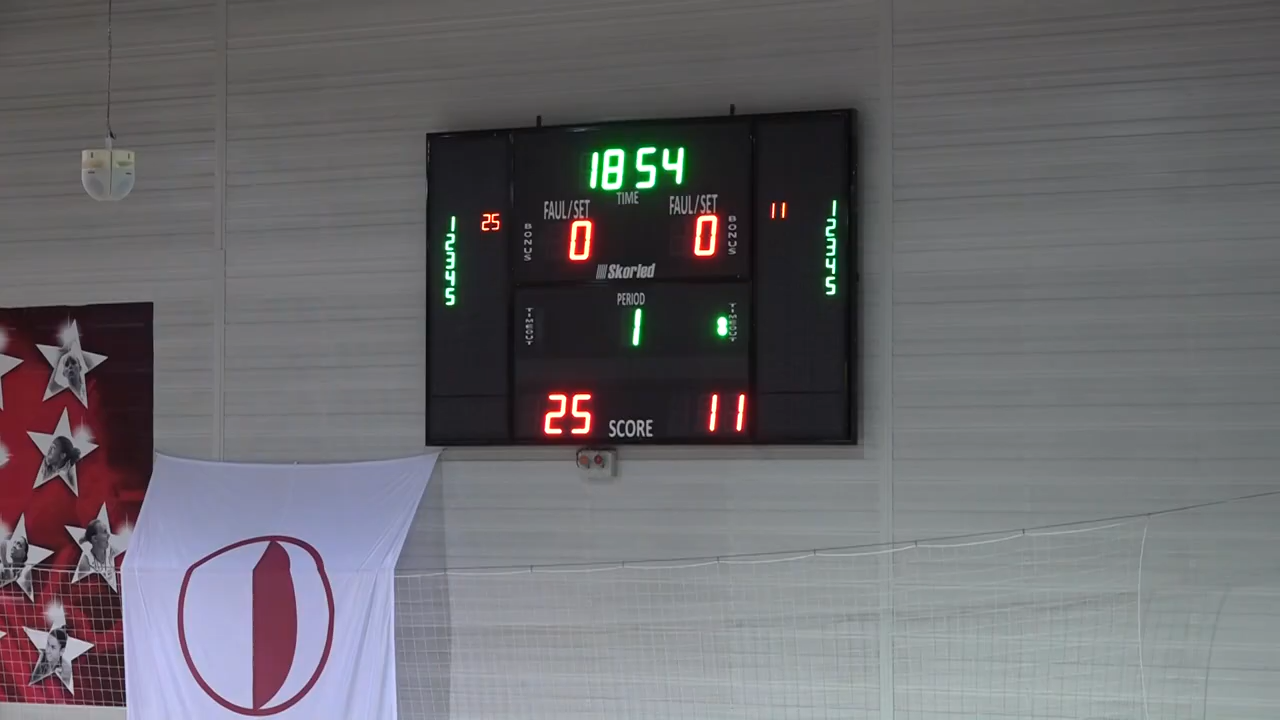 18 54
TIME
FAUL/SET FAUL/SET
25 0 0 11
BONUS BONUS
12345 12345
Skorled
PERIOD
TIMEOUT 1 8 TIMEOUT
25 SCORE 11